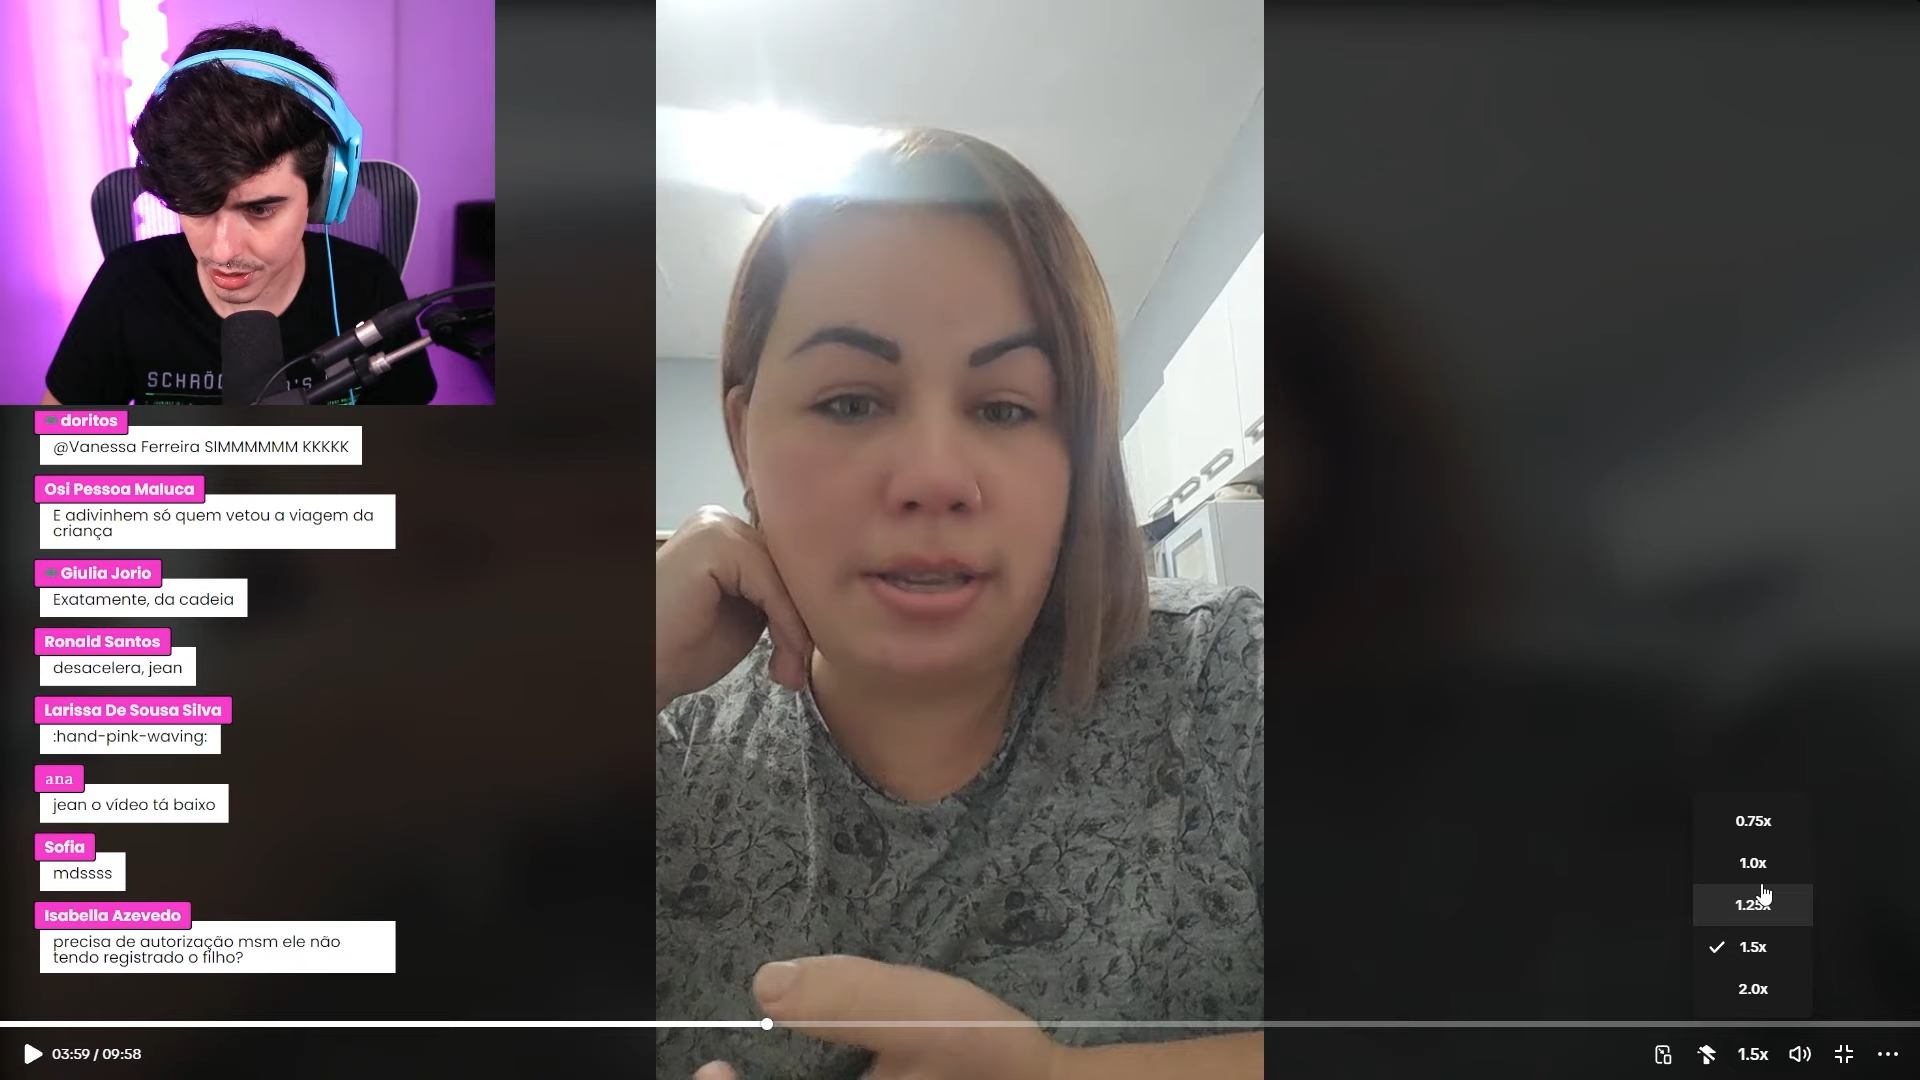 doritos
@Vanessa Ferreira SIMMMMMM KKKKK
Osi Pessoa Maluca
E adivinhem só quem vetou a viagem da
criança
Giulia Jorio
Exatamente, da cadeia
Ronald Santos
desacelera, jean
Larissa De Sousa Silva
:hand-pink-waving:
ana
jean o vídeo tá baixo
Sofia
mdssss
Isabella Azevedo
precisa de autorização msm ele não
tendo registrado o filho?
0.75x
1.0x
1.25x
1.5x
2.0x
03:59 / 09:58
1.5x